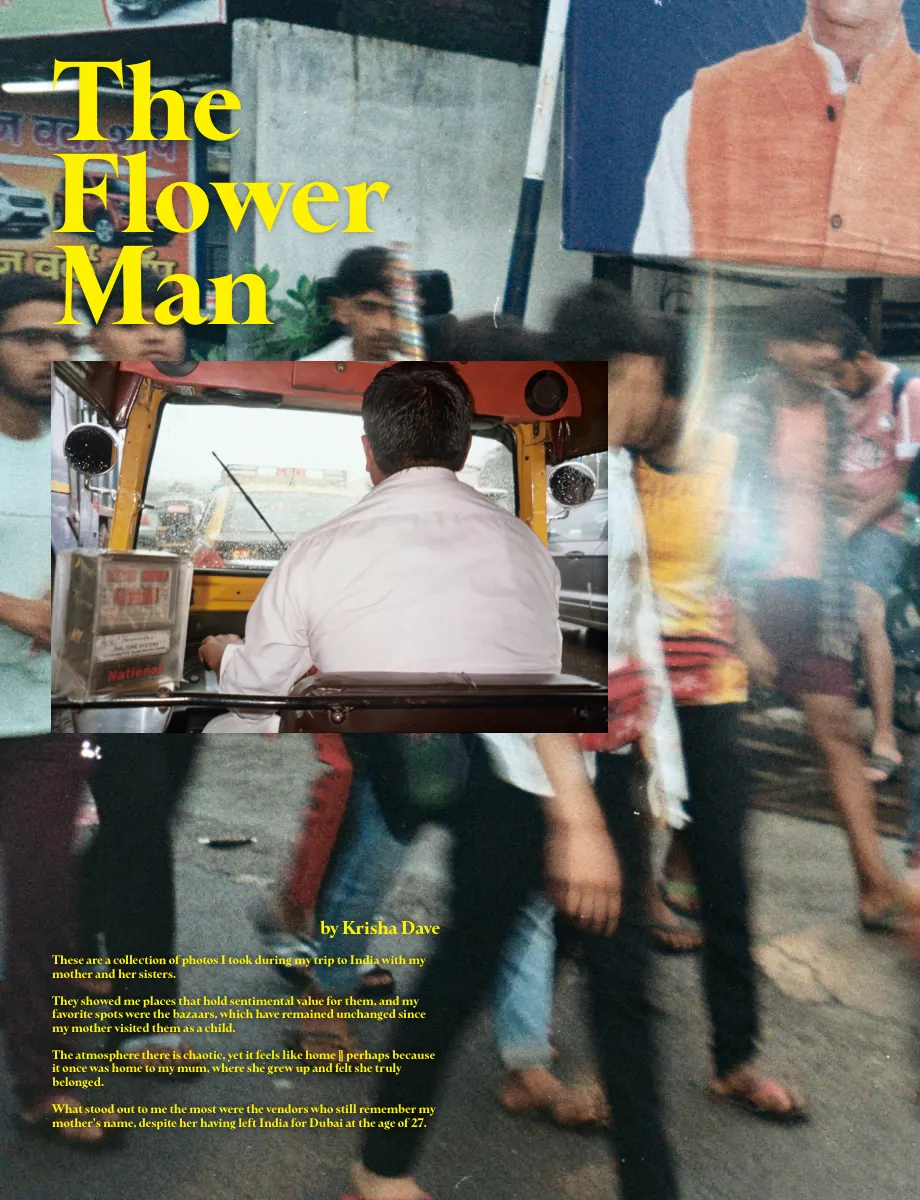 The
Flower
Man
न वर्क शॉप
National
by Krisha Dave
These are a collection of photos I took during my trip to India with my
mother and her sisters.
They showed me places that hold sentimental value for them, and my
favorite spots were the bazaars, which have remained unchanged since
my mother visited them as a child.
The atmosphere there is chaotic, yet it feels like home perhaps because
it once was home to my mum, where she grew up and felt she truly
belonged.
What stood out to me the most were the vendors who still remember my
mother's name, despite her having left India for Dubai at the age of 27.